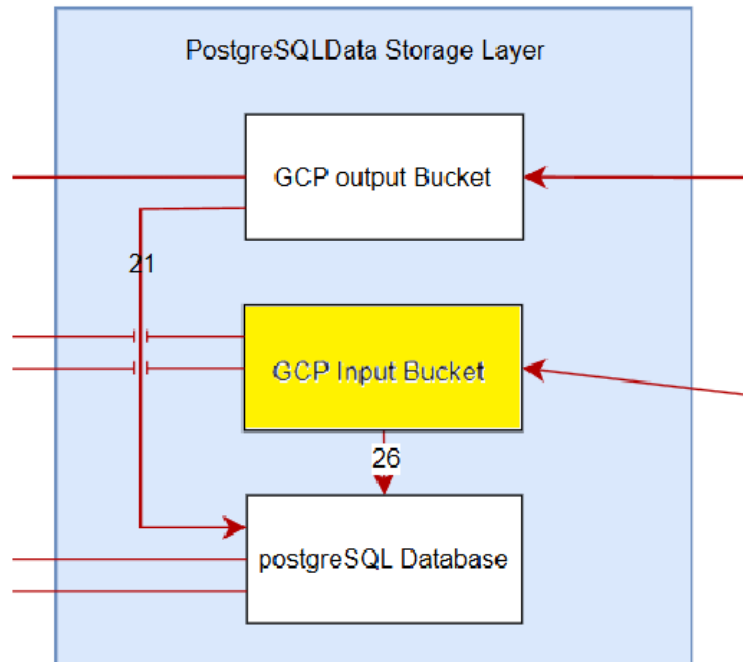 PostgreSQLData Storage Layer
GCP output Bucket
21
GCP Input Bucket
26
postgreSQL Database